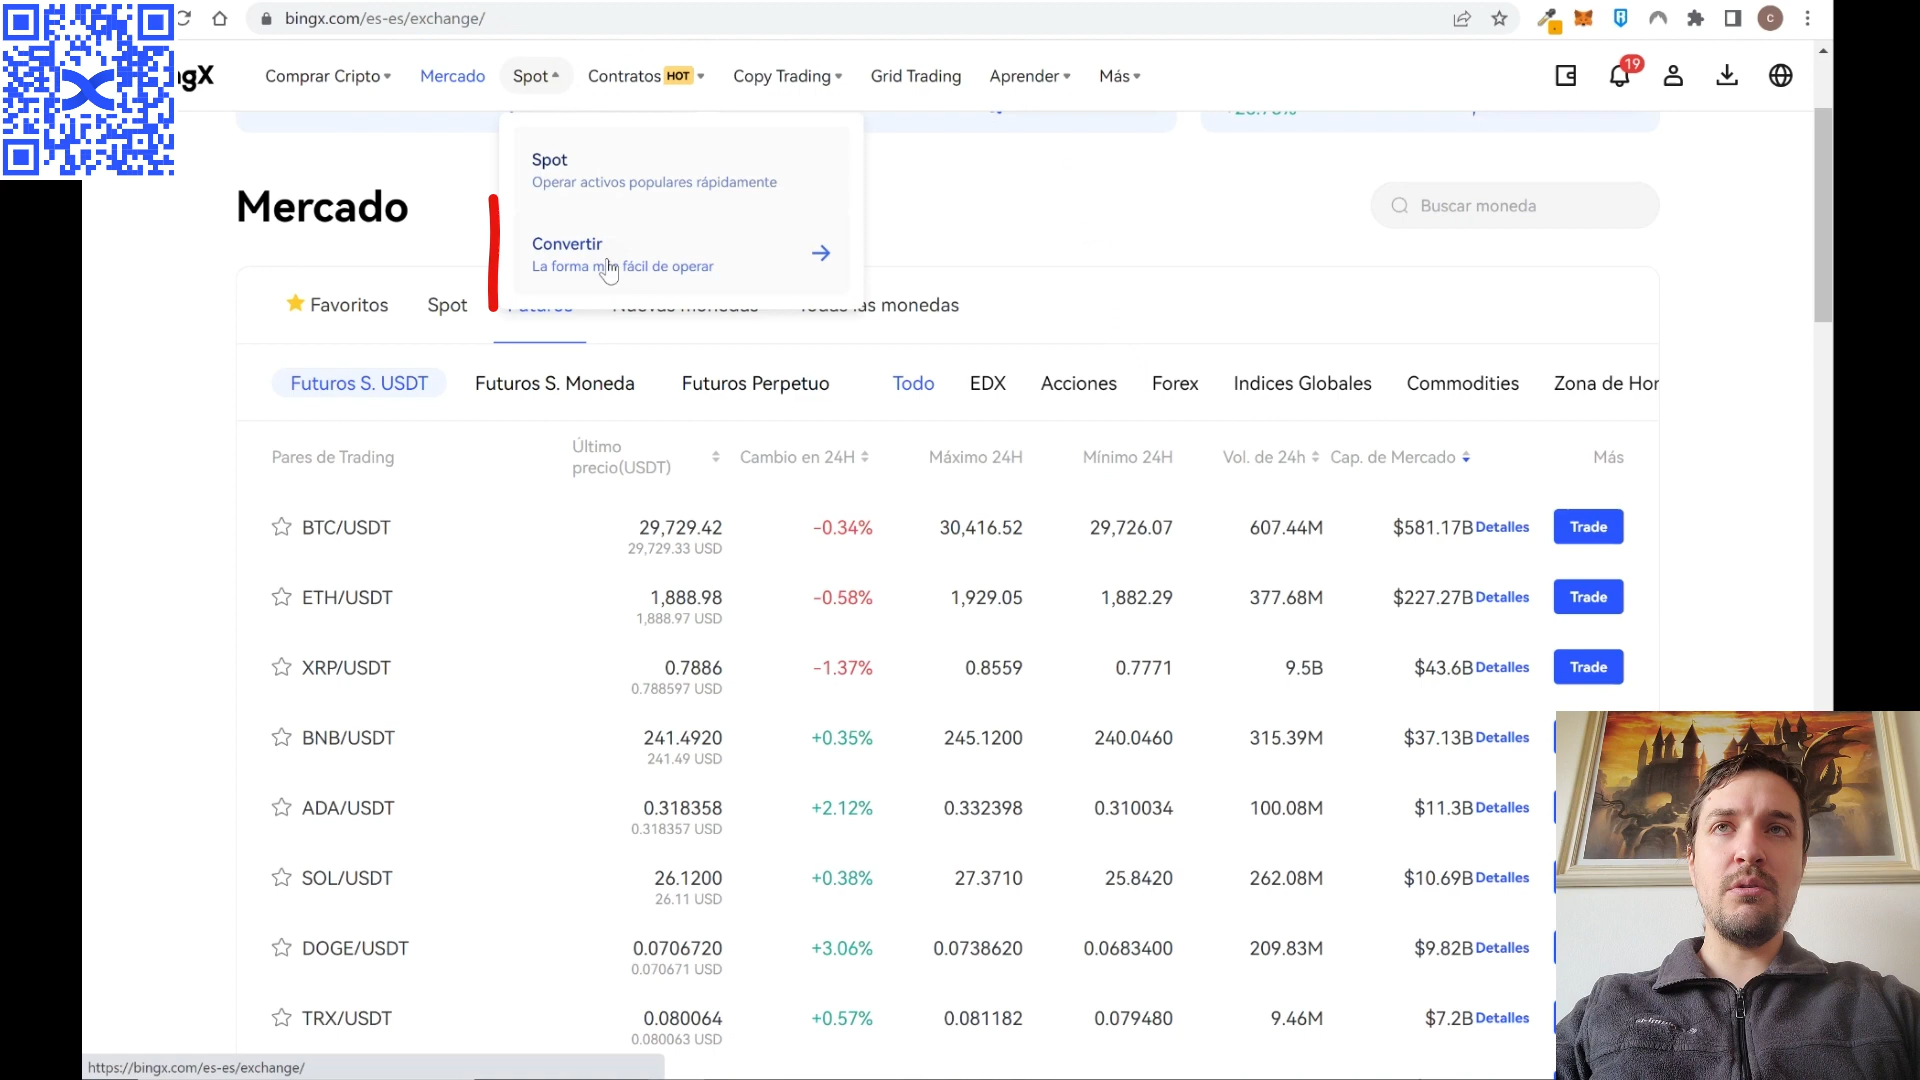 bingx.com/es-es/exchange/
C
ngX
Comprar Cripto
Mercado
Spot
Contratos HOT
Copy Trading
Grid Trading
Aprender
Más
19
Spot
Operar activos populares rápidamente
Convertir
La forma más fácil de operar
Mercado
Buscar moneda
Favoritos
Spot
Futuros
Nuevas monedas
Todas las monedas
Futuros S. USDT
Futuros S. Moneda
Futuros Perpetuo
Todo
EDX
Acciones
Forex
Indices Globales
Commodities
Zona de Hor
Pares de Trading
Último precio(USDT)
Cambio en 24H
Máximo 24H
Mínimo 24H
Vol. de 24h
Cap. de Mercado
Más
BTC/USDT 29,729.42 -0.34% 30,416.52 29,726.07 607.44M $581.17B Detalles Trade
29,729.33 USD
ETH/USDT 1,888.98 -0.58% 1,929.05 1,882.29 377.68M $227.27B Detalles Trade
1,888.97 USD
XRP/USDT 0.7886 -1.37% 0.8559 0.7771 9.5B $43.6B Detalles Trade
0.788597 USD
BNB/USDT 241.4920 +0.35% 245.1200 240.0460 315.39M $37.13B Detalles
241.49 USD
ADA/USDT 0.318358 +2.12% 0.332398 0.310034 100.08M $11.3B Detalles
0.318357 USD
SOL/USDT 26.1200 +0.38% 27.3710 25.8420 262.08M $10.69B Detalles
26.11 USD
DOGE/USDT 0.0706720 +3.06% 0.0738620 0.0683400 209.83M $9.82B Detalles
0.070671 USD
TRX/USDT 0.080064 +0.57% 0.081182 0.079480 9.46M $7.2B Detalles
0.080063 USD
https://bingx.com/es-es/exchange/